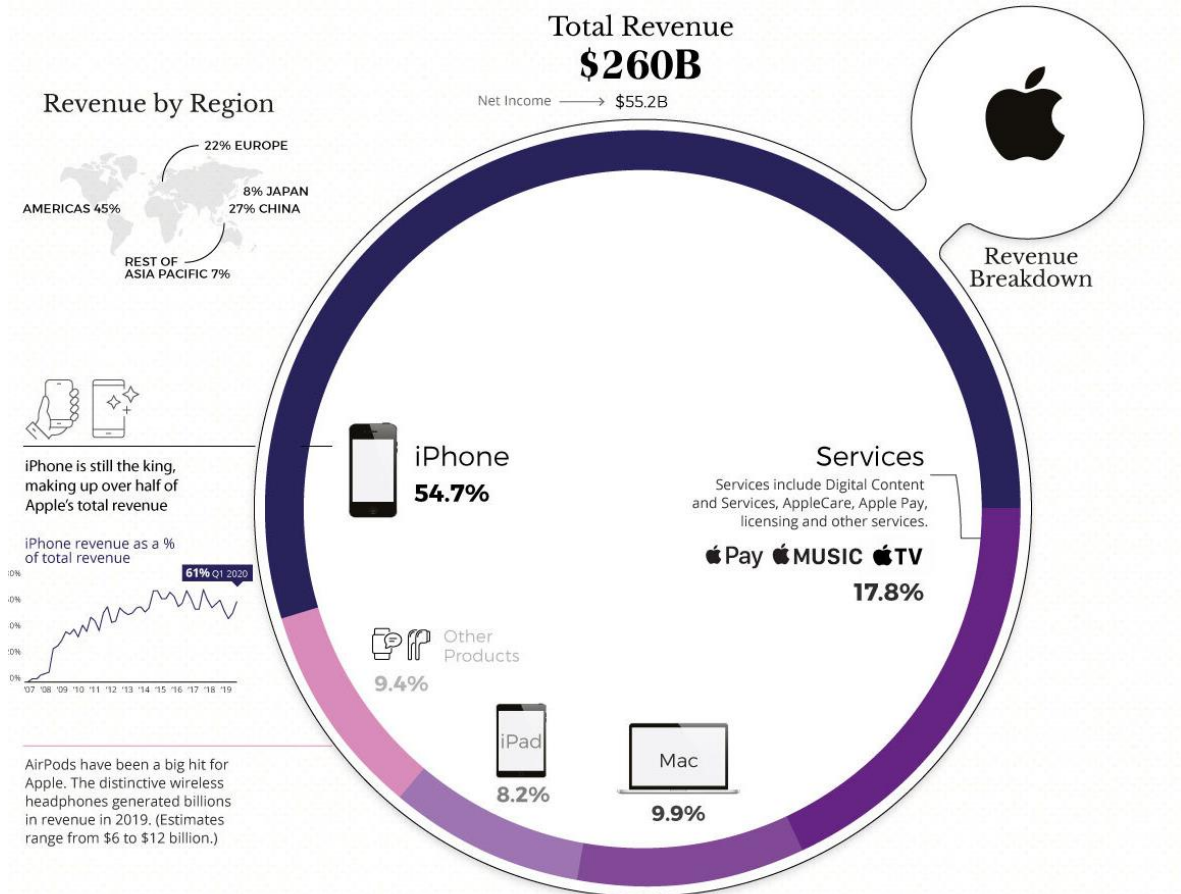 Total Revenue
$260B
Net Income
$55.2B
Revenue
Breakdown
Revenue by Region
22% EUROPE
8% JAPAN
AMERICAS 45%
27% CHINA
REST OF
ASIA PACIFIC 7%
iPhone is still the king,
making up over half of
Apple's total revenue
iPhone revenue as a %
of total revenue
61% Q1 2020
0%
'07 '08 '09 '10 '11 '12 '13 '14 '15 '16 '17 '18 '19
AirPods have been a big hit for
Apple. The distinctive wireless
headphones generated billions
in revenue in 2019. (Estimates
range from $6 to $12 billion.)
iPhone
54.7%
Services
Services include Digital Content
and Services, AppleCare, Apple Pay,
licensing and other services.
Pay MUSIC TV
17.8%
Other
Products
9.4%
iPad
8.2%
Mac
9.9%